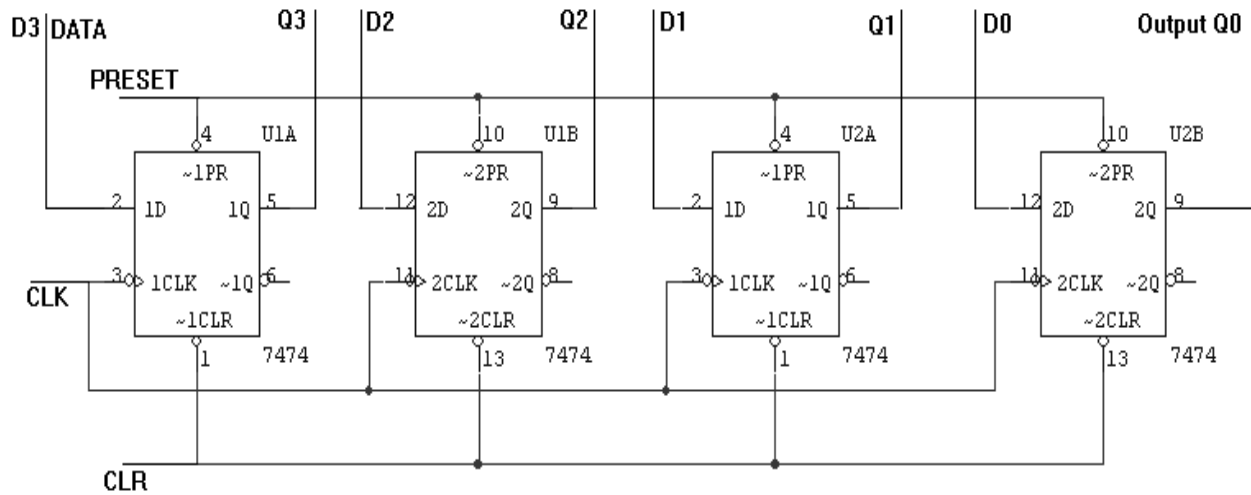 D3 DATA Q3 D2 Q2 D1 Q1 D0 Output Q0
PRESET
4 U1A 10 U1B 4 U2A 10 U2B
~1PR ~2PR ~1PR ~2PR
2 1D 1Q 5 12 2D 2Q 9 2 1D 1Q 5 12 2D 2Q 9
3 1CLK ~1Q 6 11 2CLK ~2Q 8 3 1CLK ~1Q 6 11 2CLK ~2Q 8
CLK
~1CLR ~2CLR ~1CLR ~2CLR
1 7474 13 7474 1 7474 13 7474
CLR